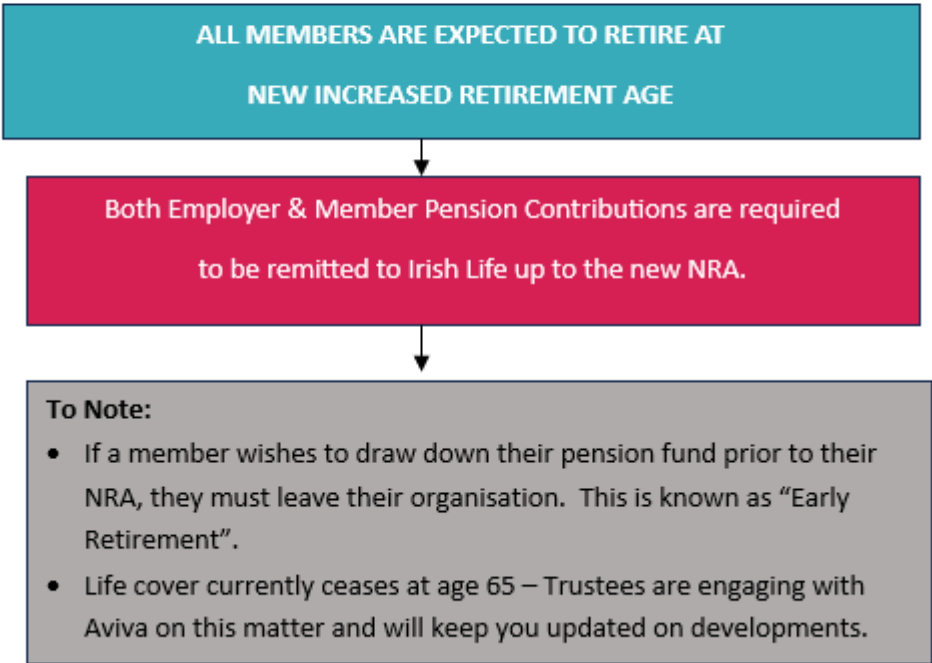 ALL MEMBERS ARE EXPECTED TO RETIRE AT
NEW INCREASED RETIREMENT AGE
Both Employer & Member Pension Contributions are required
to be remitted to Irish Life up to the new NRA.
To Note:
• If a member wishes to draw down their pension fund prior to their
NRA, they must leave their organisation.  This is known as “Early
Retirement”.
• Life cover currently ceases at age 65 – Trustees are engaging with
Aviva on this matter and will keep you updated on developments.